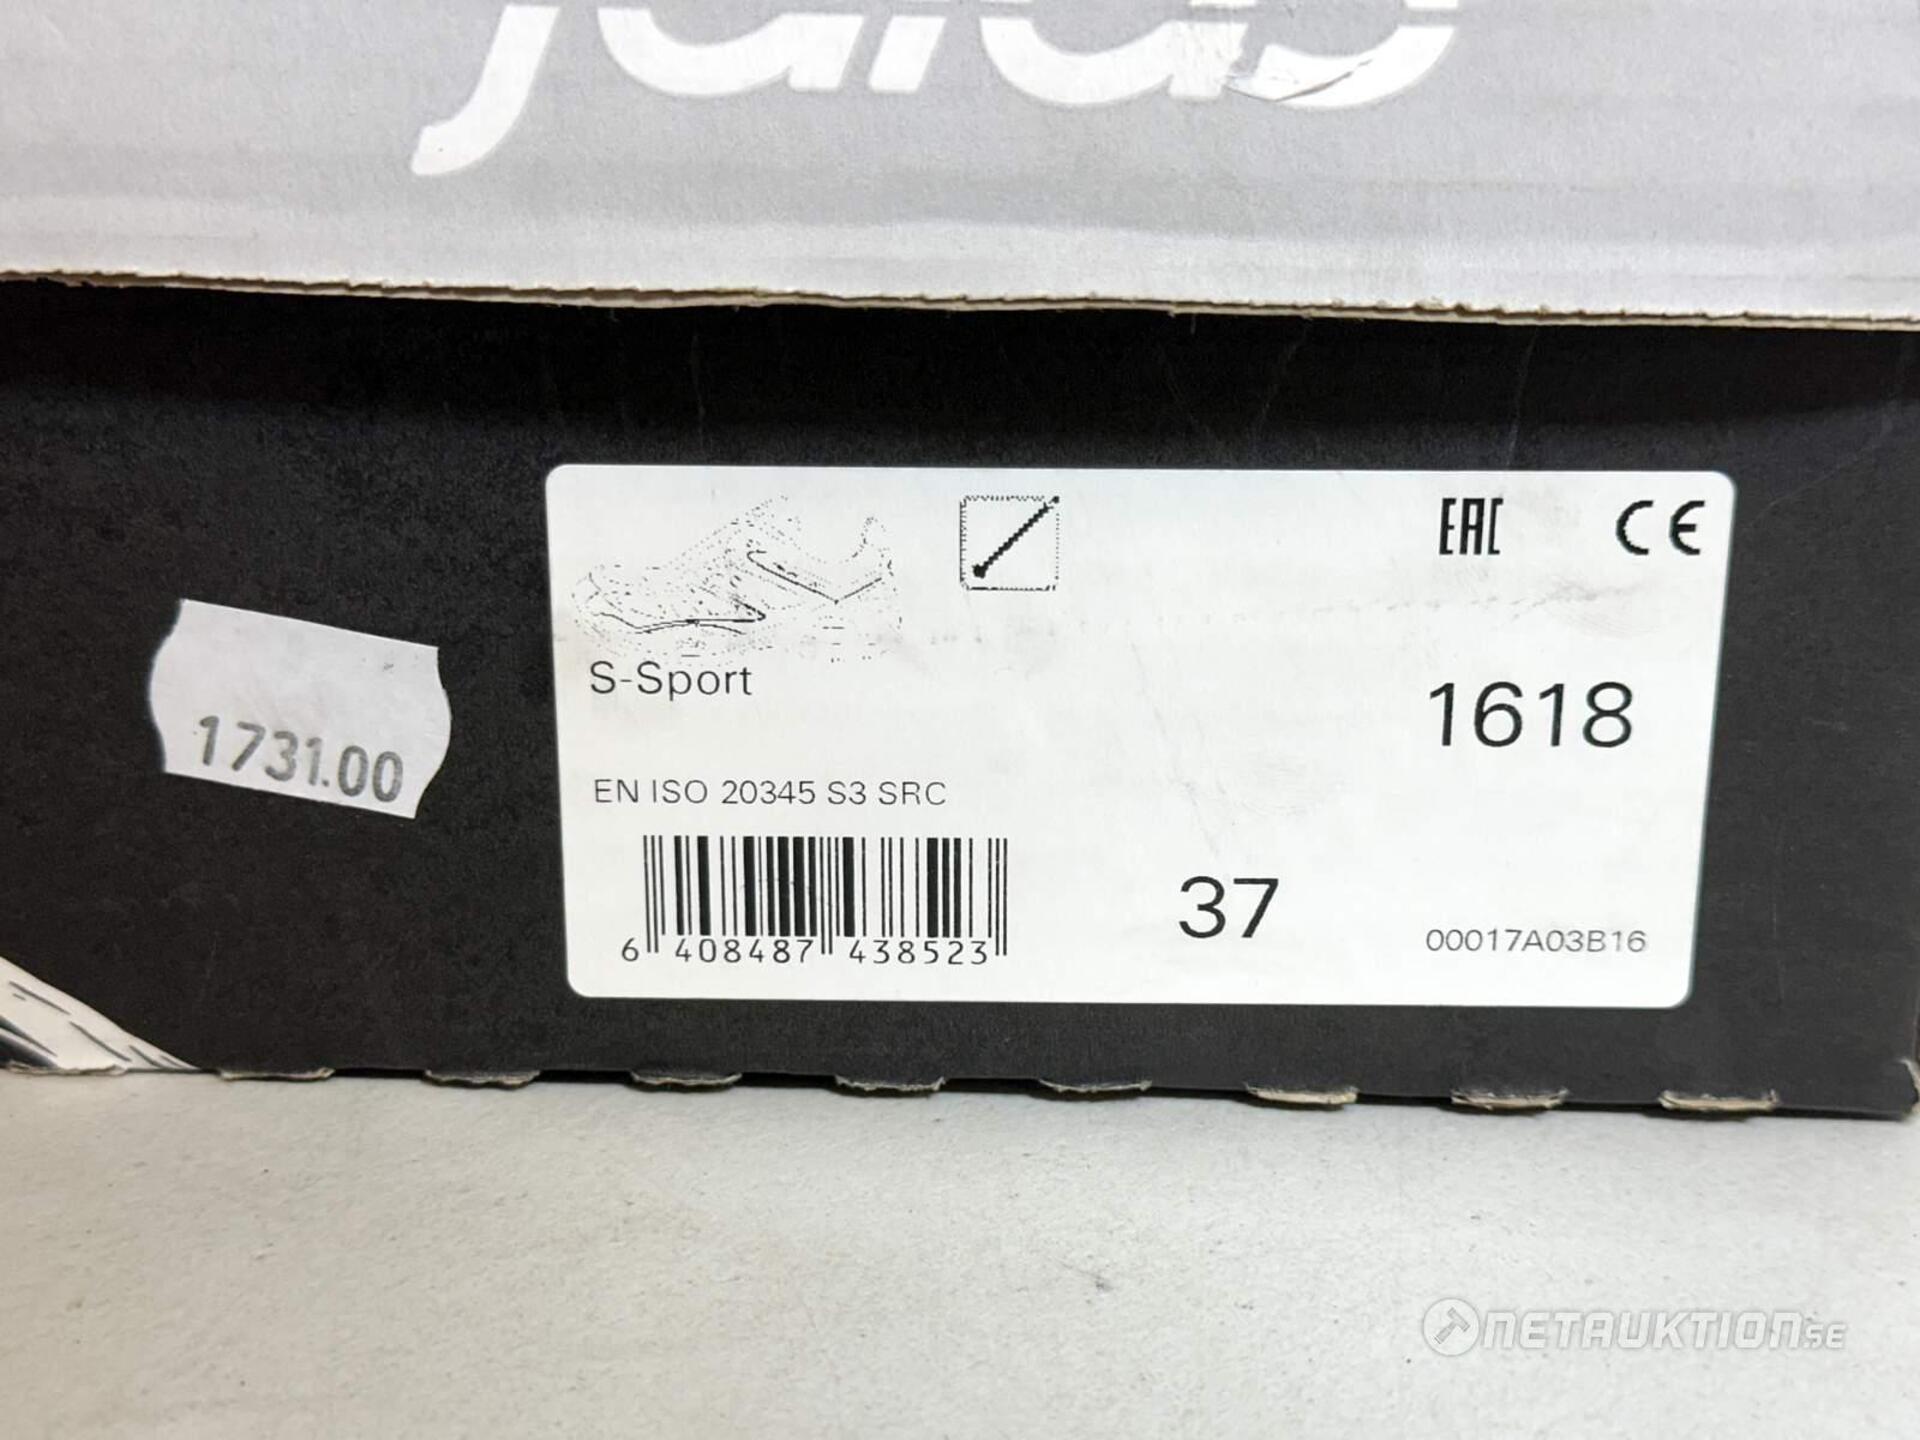 EAC CE
S-Sport
1618
1731.00
EN ISO 20345 S3 SRC
37
6 408487 438523
00017A03B16
NETAUKTION.SE